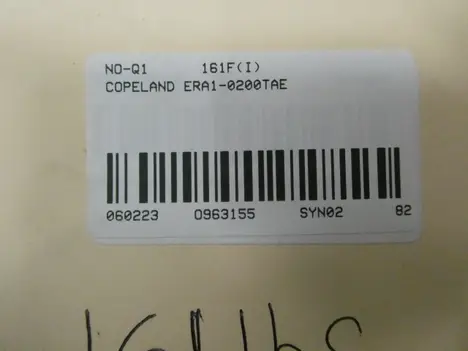 NO-Q1 161F(I)
COPELAND ERA1-0200TAE
060223 0963155 SYN02 82